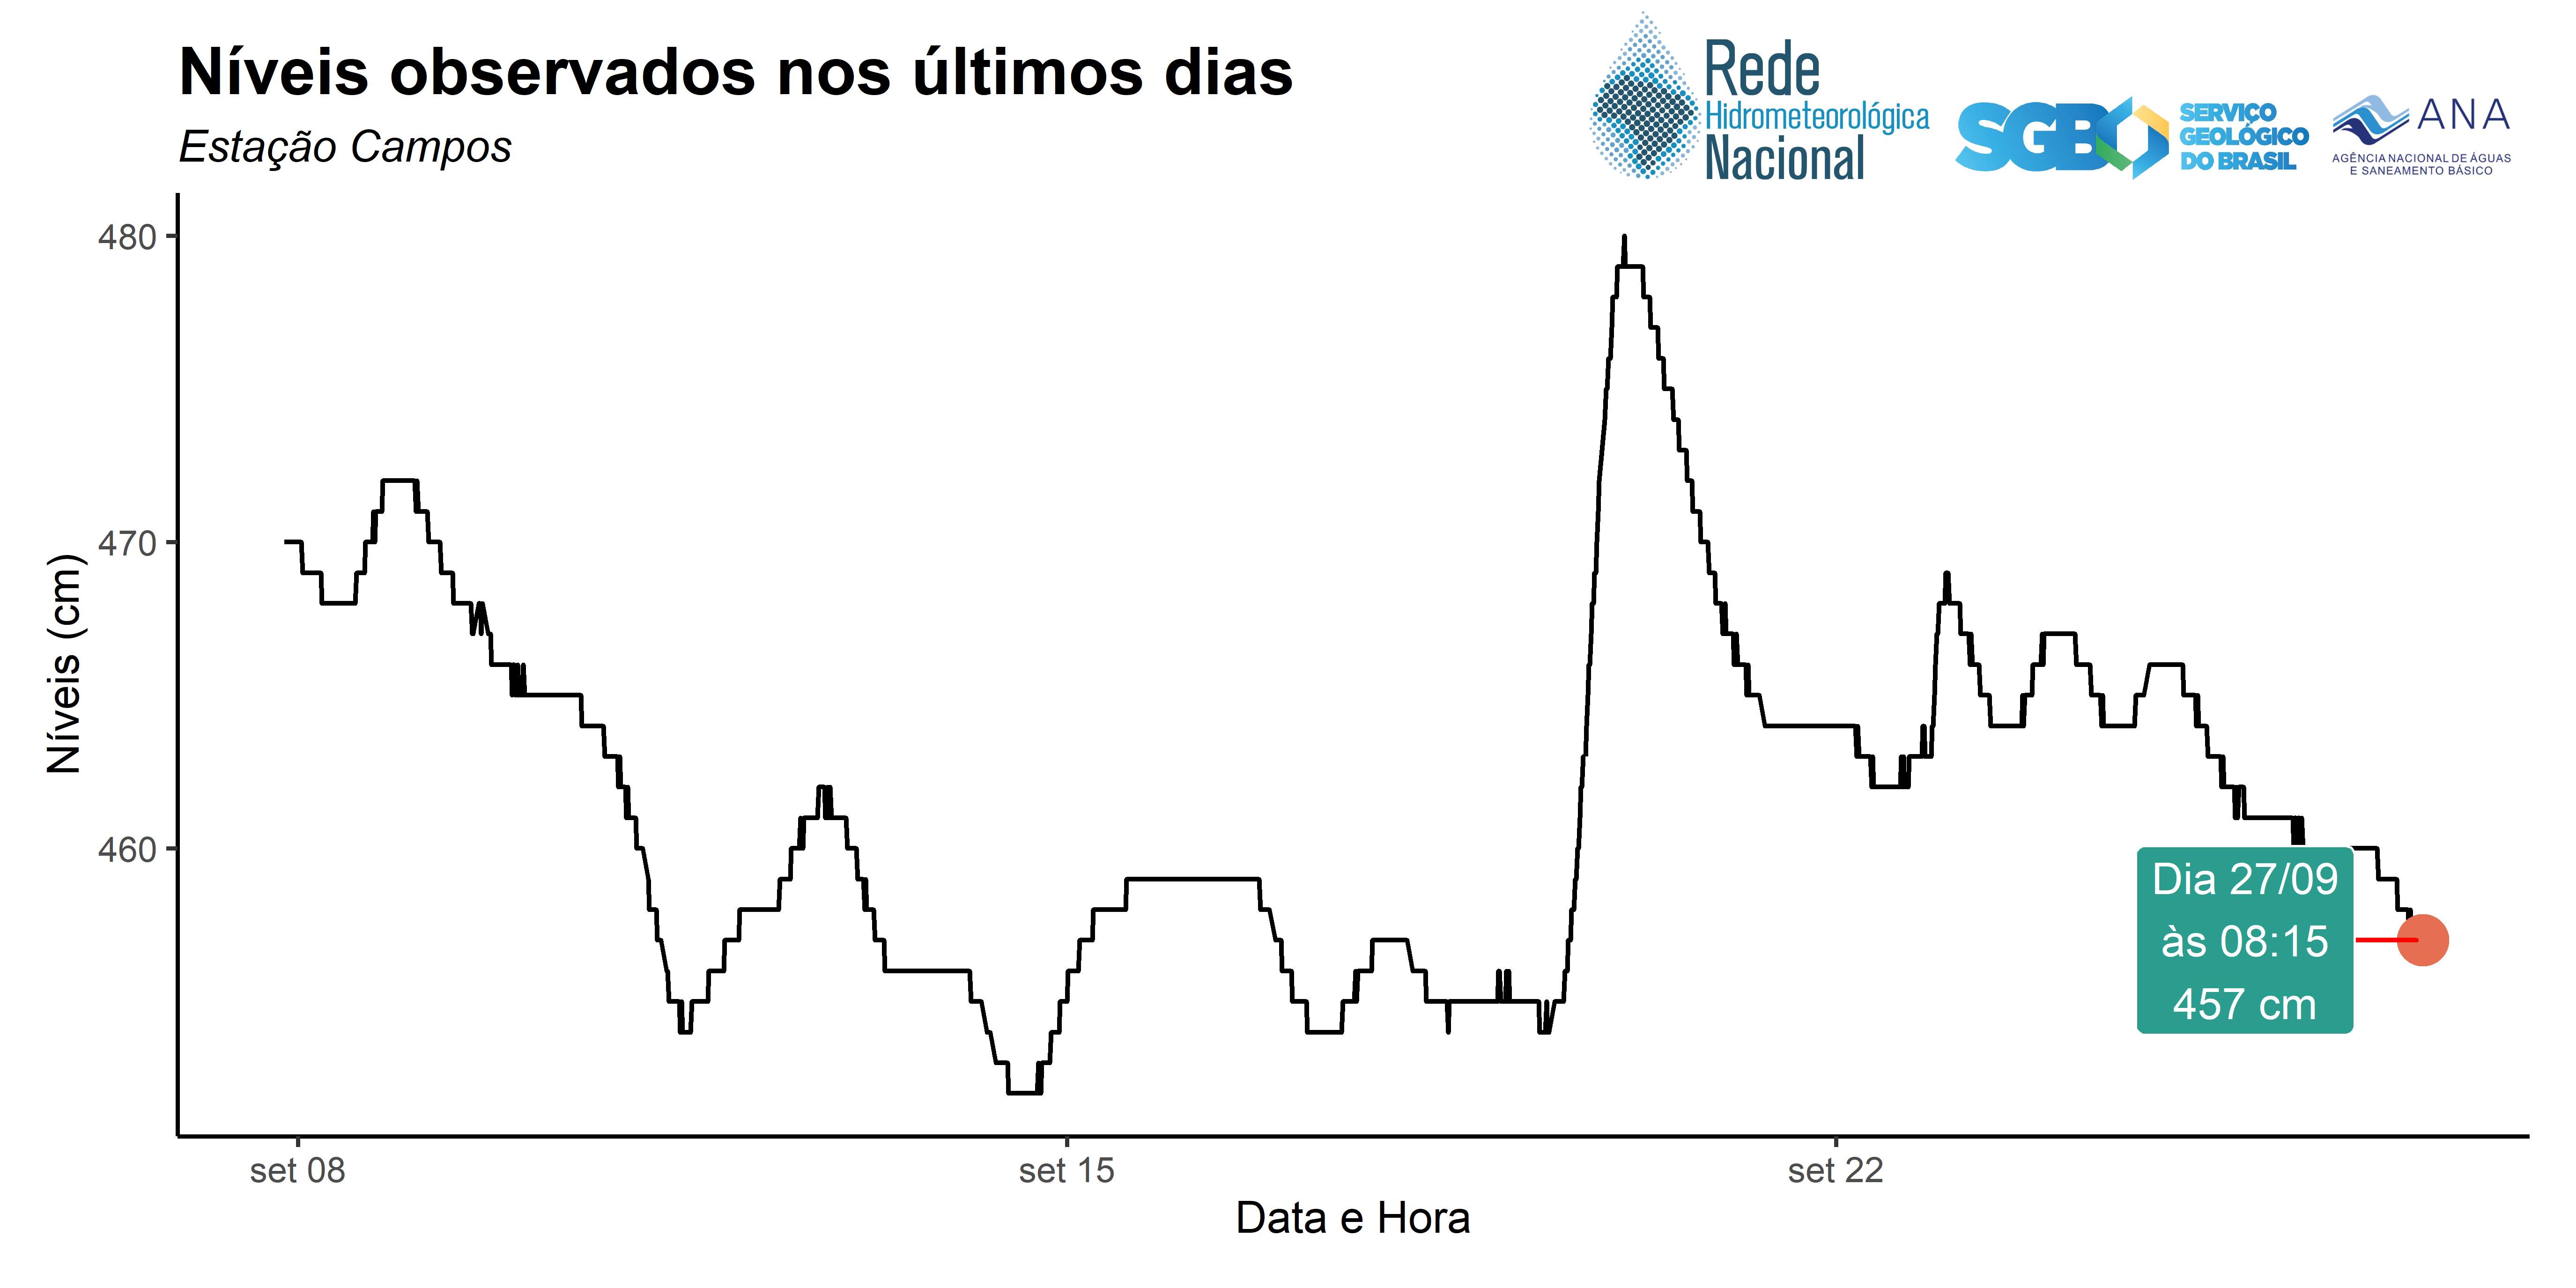 Níveis observados nos últimos dias
Estação Campos
Rede
Hidrometeorológica
Nacional
SGB
SERVIÇO
GEOLÓGICO
DO BRASIL
ANA
AGÊNCIA NACIONAL DE ÁGUAS
E SANEAMENTO BÁSICO
Níveis (cm)
480
470
460
Dia 27/09
às 08:15
457 cm
set 08
set 15
set 22
Data e Hora